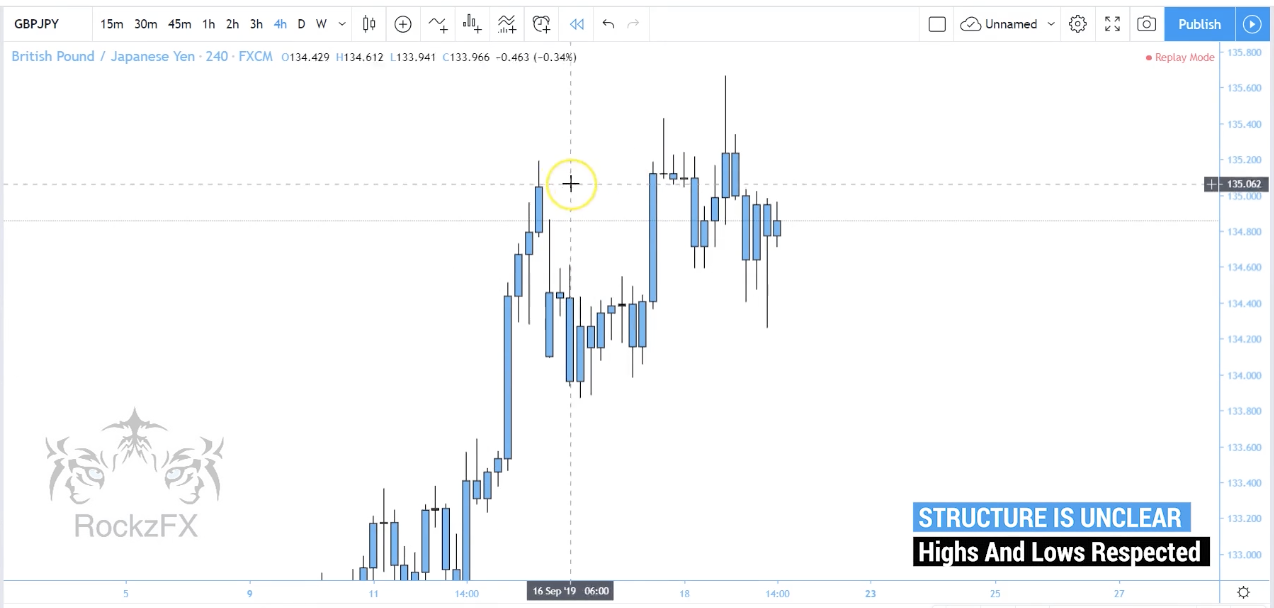 GBPJPY 15m 30m 45m 1h 2h 3h 4h D W Unnamed Publish
British Pound / Japanese Yen · 240 · FXCM O134.429 H134.612 L133.941 C133.966 -0.463 (-0.34%) Replay Mode
135.800
135.600
135.400
135.200
135.062
135.000
134.800
134.600
134.400
134.200
134.000
133.800
133.600
133.400
133.200
133.000
RockzFX
STRUCTURE IS UNCLEAR
Highs And Lows Respected
5 9 11 14:00 16 Sep '19 06:00 18 14:00 23 25 27